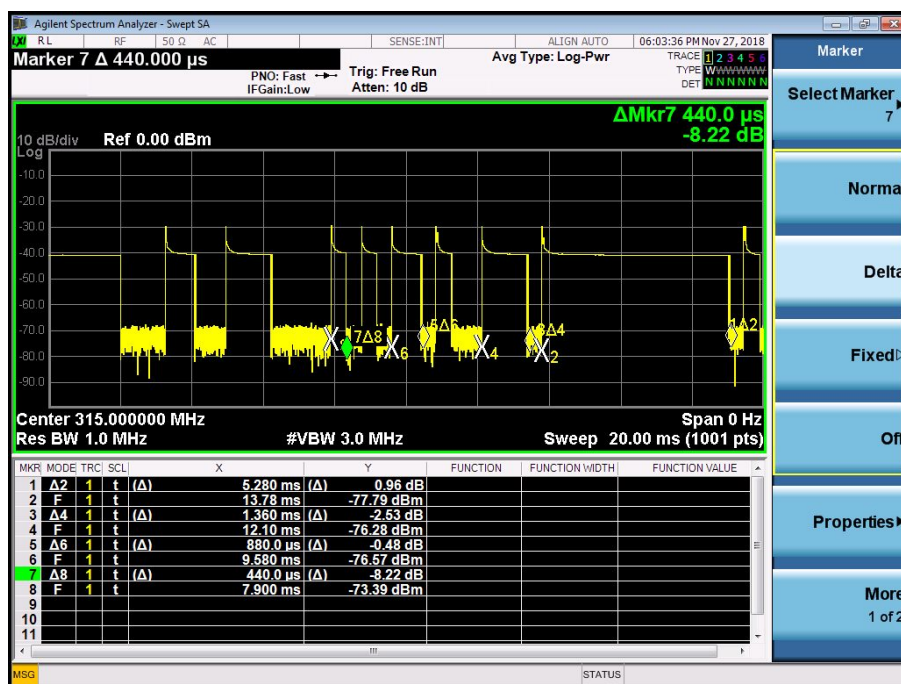 Agilent Spectrum Analyzer - Swept SA
LXI RL RF 50 Ω AC SENSE:INT ALIGN AUTO 06:03:36 PM Nov 27, 2018
Marker 7 Δ 440.000 µs
Avg Type: Log-Pwr
TRACE 1 2 3 4 5 6
PNO: Fast Trig: Free Run
TYPE WWWWWW
IFGain:Low Atten: 10 dB
DET N N N N N N
ΔMkr7 440.0 µs
-8.22 dB
10 dB/div Ref 0.00 dBm
Log
-10.0
-20.0
-30.0
-40.0
-50.0
-60.0
-70.0
-80.0
-90.0
7Δ8 6 5Δ6 4 3Δ4 2 1Δ2
Center 315.000000 MHz Span 0 Hz
Res BW 1.0 MHz #VBW 3.0 MHz Sweep 20.00 ms (1001 pts)
MKR MODE TRC SCL X Y FUNCTION FUNCTION WIDTH FUNCTION VALUE
1 Δ2 1 t (Δ) 5.280 ms (Δ) 0.96 dB
2 F 1 t 13.78 ms -77.79 dBm
3 Δ4 1 t (Δ) 1.360 ms (Δ) -2.53 dB
4 F 1 t 12.10 ms -76.28 dBm
5 Δ6 1 t (Δ) 880.0 µs (Δ) -0.48 dB
6 F 1 t 9.580 ms -76.57 dBm
7 Δ8 1 t (Δ) 440.0 µs (Δ) -8.22 dB
8 F 1 t 7.900 ms -73.39 dBm
9
10
11
MSG STATUS
Marker
Select Marker
7
Norma
Delta
Fixed
Off
Properties
More
1 of 2